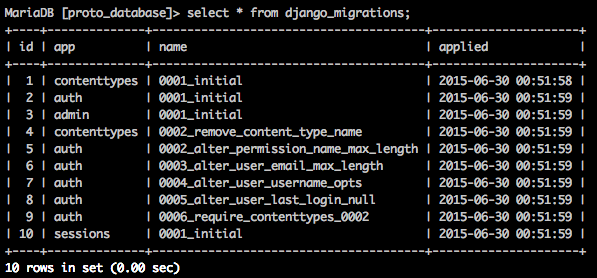 MariaDB [proto_database]> select * from django_migrations;
+----+--------------+------------------------------------+---------------------+
| id | app          | name                               | applied             |
+----+--------------+------------------------------------+---------------------+
|  1 | contenttypes | 0001_initial                       | 2015-06-30 00:51:58 |
|  2 | auth         | 0001_initial                       | 2015-06-30 00:51:59 |
|  3 | admin        | 0001_initial                       | 2015-06-30 00:51:59 |
|  4 | contenttypes | 0002_remove_content_type_name      | 2015-06-30 00:51:59 |
|  5 | auth         | 0002_alter_permission_name_max_length | 2015-06-30 00:51:59 |
|  6 | auth         | 0003_alter_user_email_max_length   | 2015-06-30 00:51:59 |
|  7 | auth         | 0004_alter_user_username_opts      | 2015-06-30 00:51:59 |
|  8 | auth         | 0005_alter_user_last_login_null    | 2015-06-30 00:51:59 |
|  9 | auth         | 0006_require_contenttypes_0002     | 2015-06-30 00:51:59 |
| 10 | sessions     | 0001_initial                       | 2015-06-30 00:51:59 |
+----+--------------+------------------------------------+---------------------+
10 rows in set (0.00 sec)